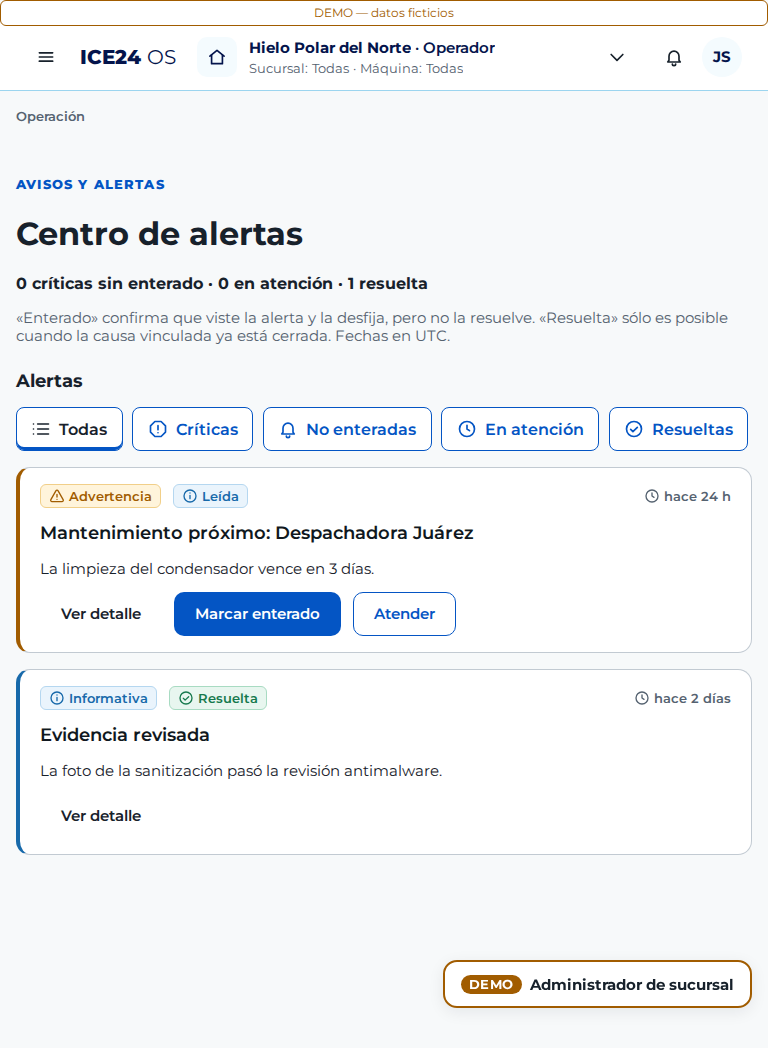 DEMO — datos ficticios
ICE24 OS
Hielo Polar del Norte · Operador
Sucursal: Todas · Máquina: Todas
JS
Operación
AVISOS Y ALERTAS
Centro de alertas
0 críticas sin enterado · 0 en atención · 1 resuelta
«Enterado» confirma que viste la alerta y la desfija, pero no la resuelve. «Resuelta» sólo es posible
cuando la causa vinculada ya está cerrada. Fechas en UTC.
Alertas
Todas
Críticas
No enteradas
En atención
Resueltas
Advertencia
Leída
hace 24 h
Mantenimiento próximo: Despachadora Juárez
La limpieza del condensador vence en 3 días.
Ver detalle
Marcar enterado
Atender
Informativa
Resuelta
hace 2 días
Evidencia revisada
La foto de la sanitización pasó la revisión antimalware.
Ver detalle
DEMO Administrador de sucursal